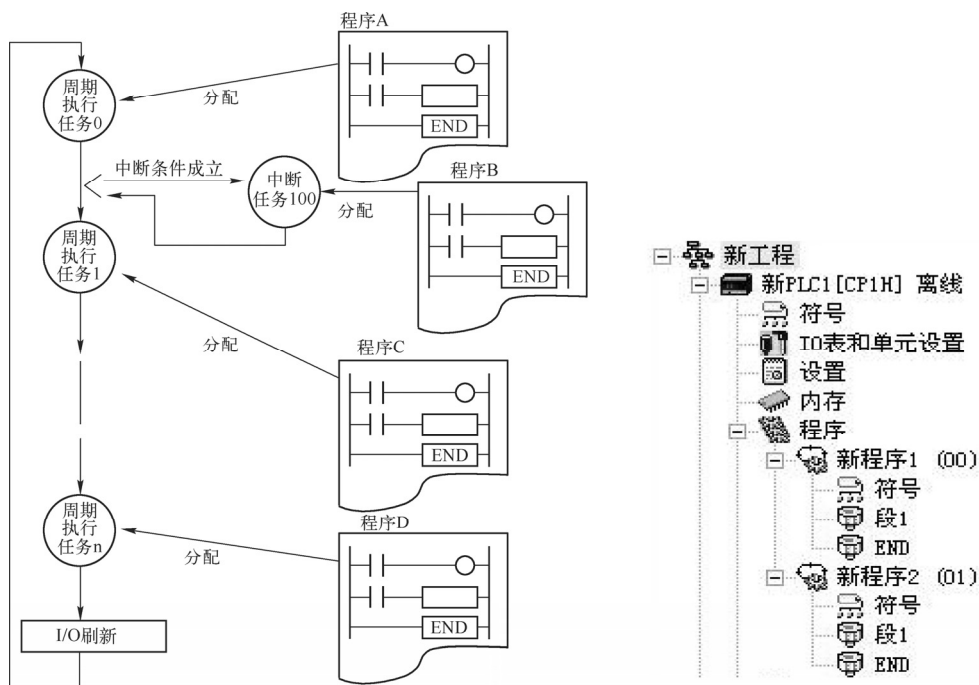 程序A
周期
执行
任务0
分配
END
中断条件成立
中断
任务100
分配
程序B
END
周期
执行
任务1
分配
程序C
END
周期
执行
任务n
分配
程序D
END
I/O刷新
新工程
新PLC1[CP1H] 离线
符号
IO表和单元设置
设置
内存
程序
新程序1 (00)
符号
段1
END
新程序2 (01)
符号
段1
END